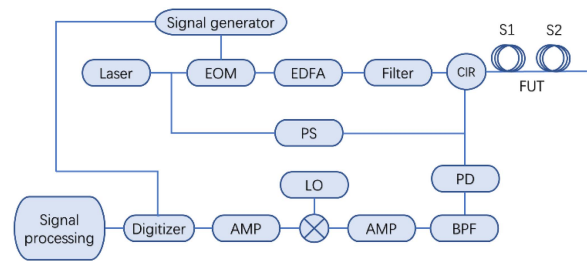 Signal generator
S1
S2
Laser
EOM
EDFA
Filter
CIR
FUT
PS
LO
PD
Signal
processing
Digitizer
AMP
AMP
BPF